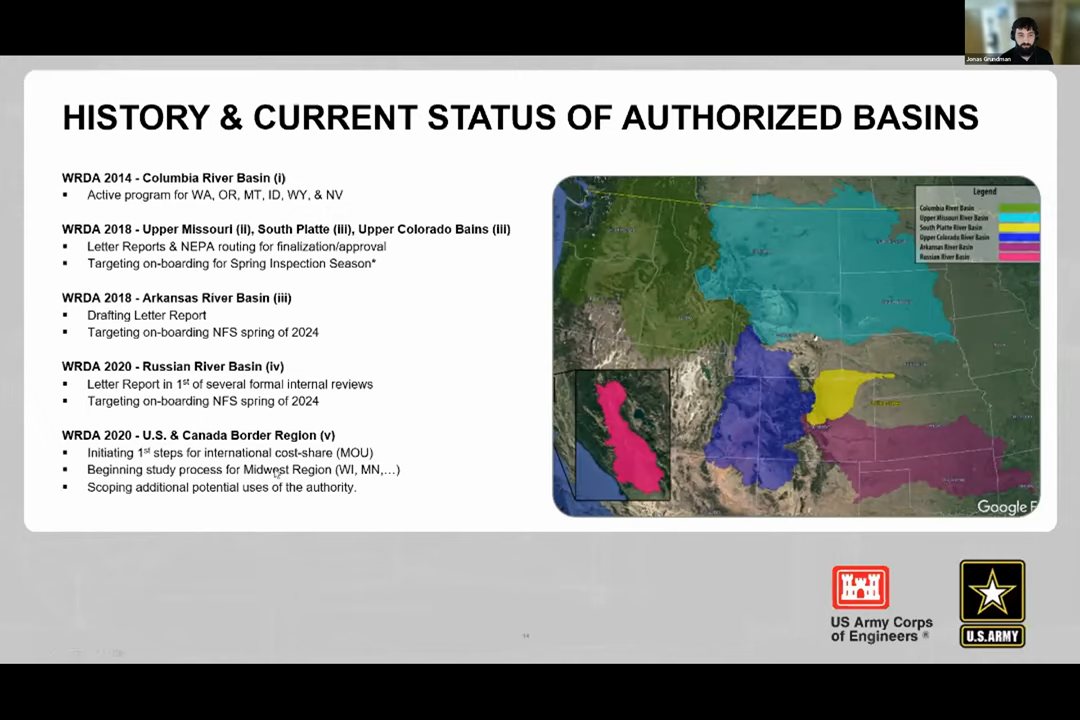 Jonas Grundman
HISTORY & CURRENT STATUS OF AUTHORIZED BASINS
WRDA 2014 - Columbia River Basin (i)
▪ Active program for WA, OR, MT, ID, WY, & NV
WRDA 2018 - Upper Missouri (ii), South Platte (iii), Upper Colorado Bains (iii)
▪ Letter Reports & NEPA routing for finalization/approval
▪ Targeting on-boarding for Spring Inspection Season*
WRDA 2018 - Arkansas River Basin (iii)
▪ Drafting Letter Report
▪ Targeting on-boarding NFS spring of 2024
WRDA 2020 - Russian River Basin (iv)
▪ Letter Report in 1st of several formal internal reviews
▪ Targeting on-boarding NFS spring of 2024
WRDA 2020 - U.S. & Canada Border Region (v)
▪ Initiating 1st steps for international cost-share (MOU)
▪ Beginning study process for Midwest Region (WI, MN,...)
▪ Scoping additional potential uses of the authority.
Legend
Columbia River Basin
Upper Missouri River Basin
South Platte River Basin
Upper Colorado River Basin
Arkansas River Basin
Russian River Basin
Google E
US Army Corps
of Engineers ®
U.S.ARMY